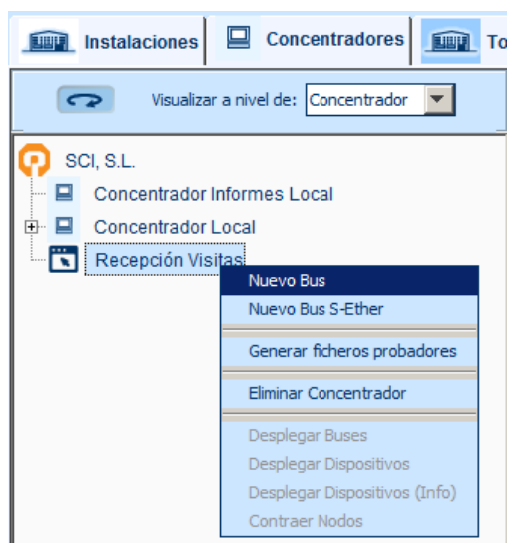 Instalaciones Concentradores To
Visualizar a nivel de: Concentrador
SCI, S.L.
Concentrador Informes Local
Concentrador Local
Recepción Visitas
Nuevo Bus
Nuevo Bus S-Ether
Generar ficheros probadores
Eliminar Concentrador
Desplegar Buses
Desplegar Dispositivos
Desplegar Dispositivos (Info)
Contraer Nodos